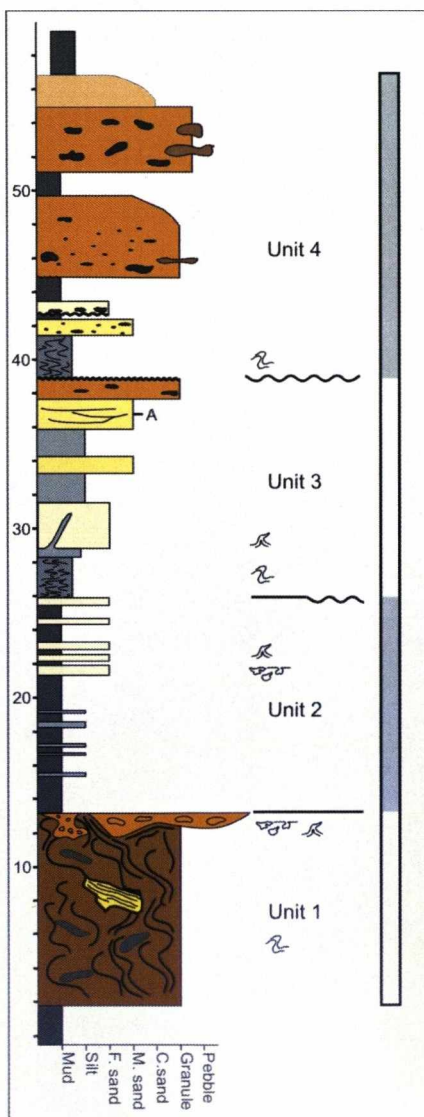 50
Unit 4
40
A
Unit 3
30
20
Unit 2
10
Unit 1
Mud
Silt
F. sand
M. sand
C.sand
Granule
Pebble